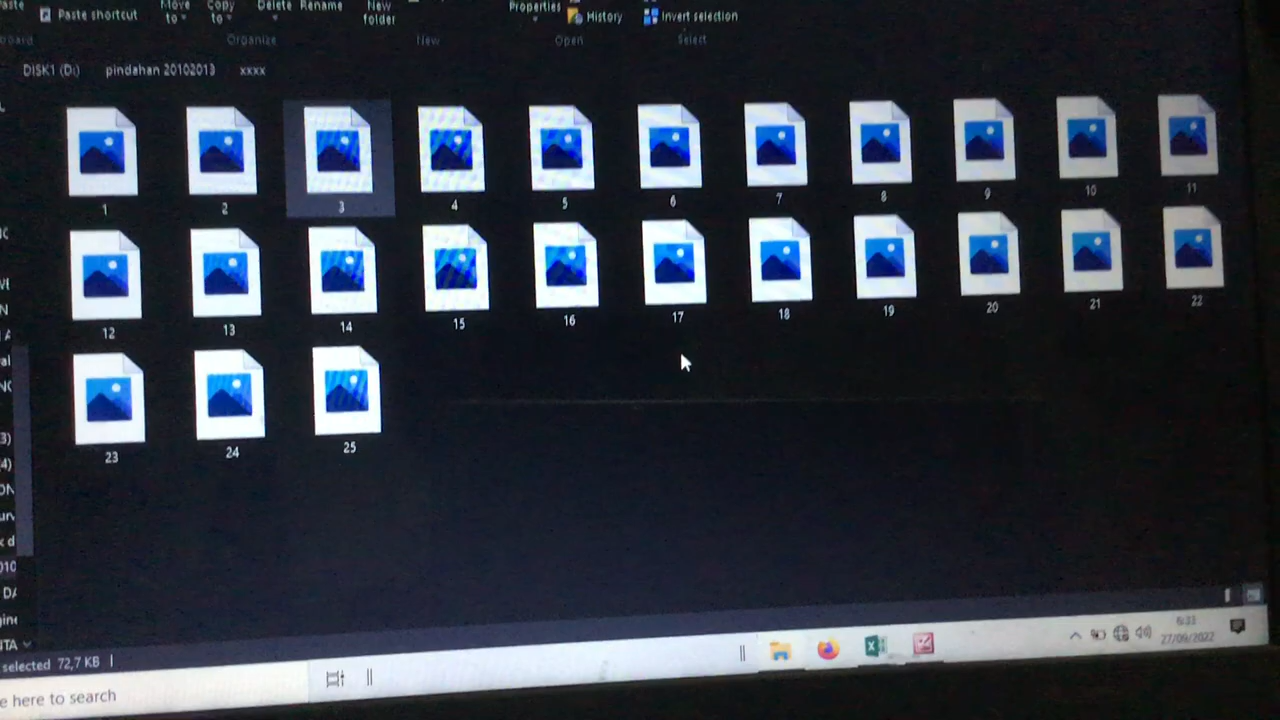 Paste shortcut
Move to
Copy to
Delete
Rename
New folder
Properties
History
Invert selection
Organize
New
Open
Select
DISK1 (D:) pindahan 20102013 xxxx
1 2 3 4 5 6 7 8 9 10 11
12 13 14 15 16 17 18 19 20 21 22
23 24 25
selected 72,7 KB
e here to search
6:33
27/09/2022